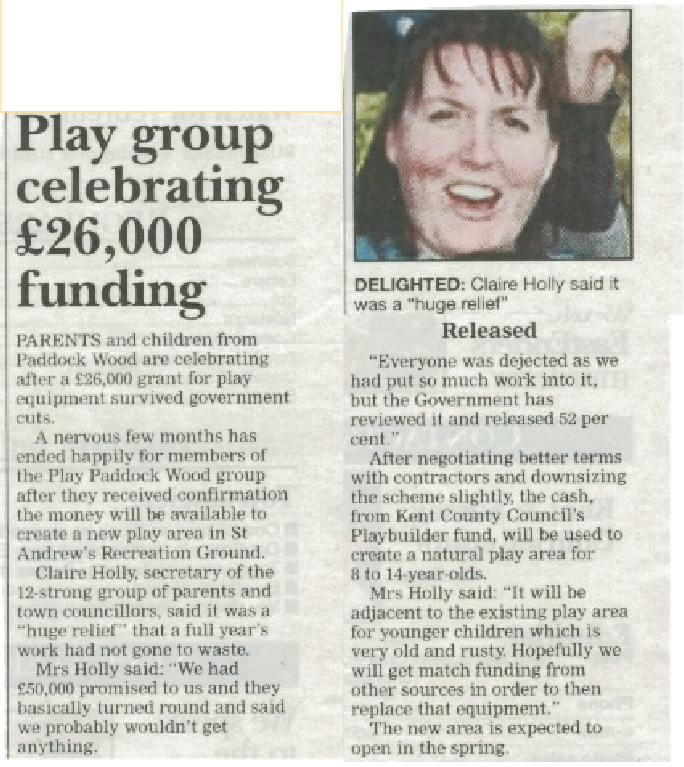 Play group
celebrating
£26,000
funding
PARENTS and children from
Paddock Wood are celebrating
after a £26,000 grant for play
equipment survived government
cuts.
A nervous few months has
ended happily for members of
the Play Paddock Wood group
after they received confirmation
the money will be available to
create a new play area in St
Andrew's Recreation Ground.
Claire Holly, secretary of the
12-strong group of parents and
town councillors, said it was a
"huge relief" that a full year's
work had not gone to waste.
Mrs Holly said: "We had
£50,000 promised to us and they
basically turned round and said
we probably wouldn't get
anything.
DELIGHTED: Claire Holly said it
was a "huge relief"
Released
"Everyone was dejected as we
had put so much work into it,
but the Government has
reviewed it and released 52 per
cent."
After negotiating better terms
with contractors and downsizing
the scheme slightly, the cash,
from Kent County Council's
Playbuilder fund, will be used to
create a natural play area for
8 to 14-year-olds.
Mrs Holly said: "It will be
adjacent to the existing play area
for younger children which is
very old and rusty. Hopefully we
will get match funding from
other sources in order to then
replace that equipment."
The new area is expected to
open in the spring.